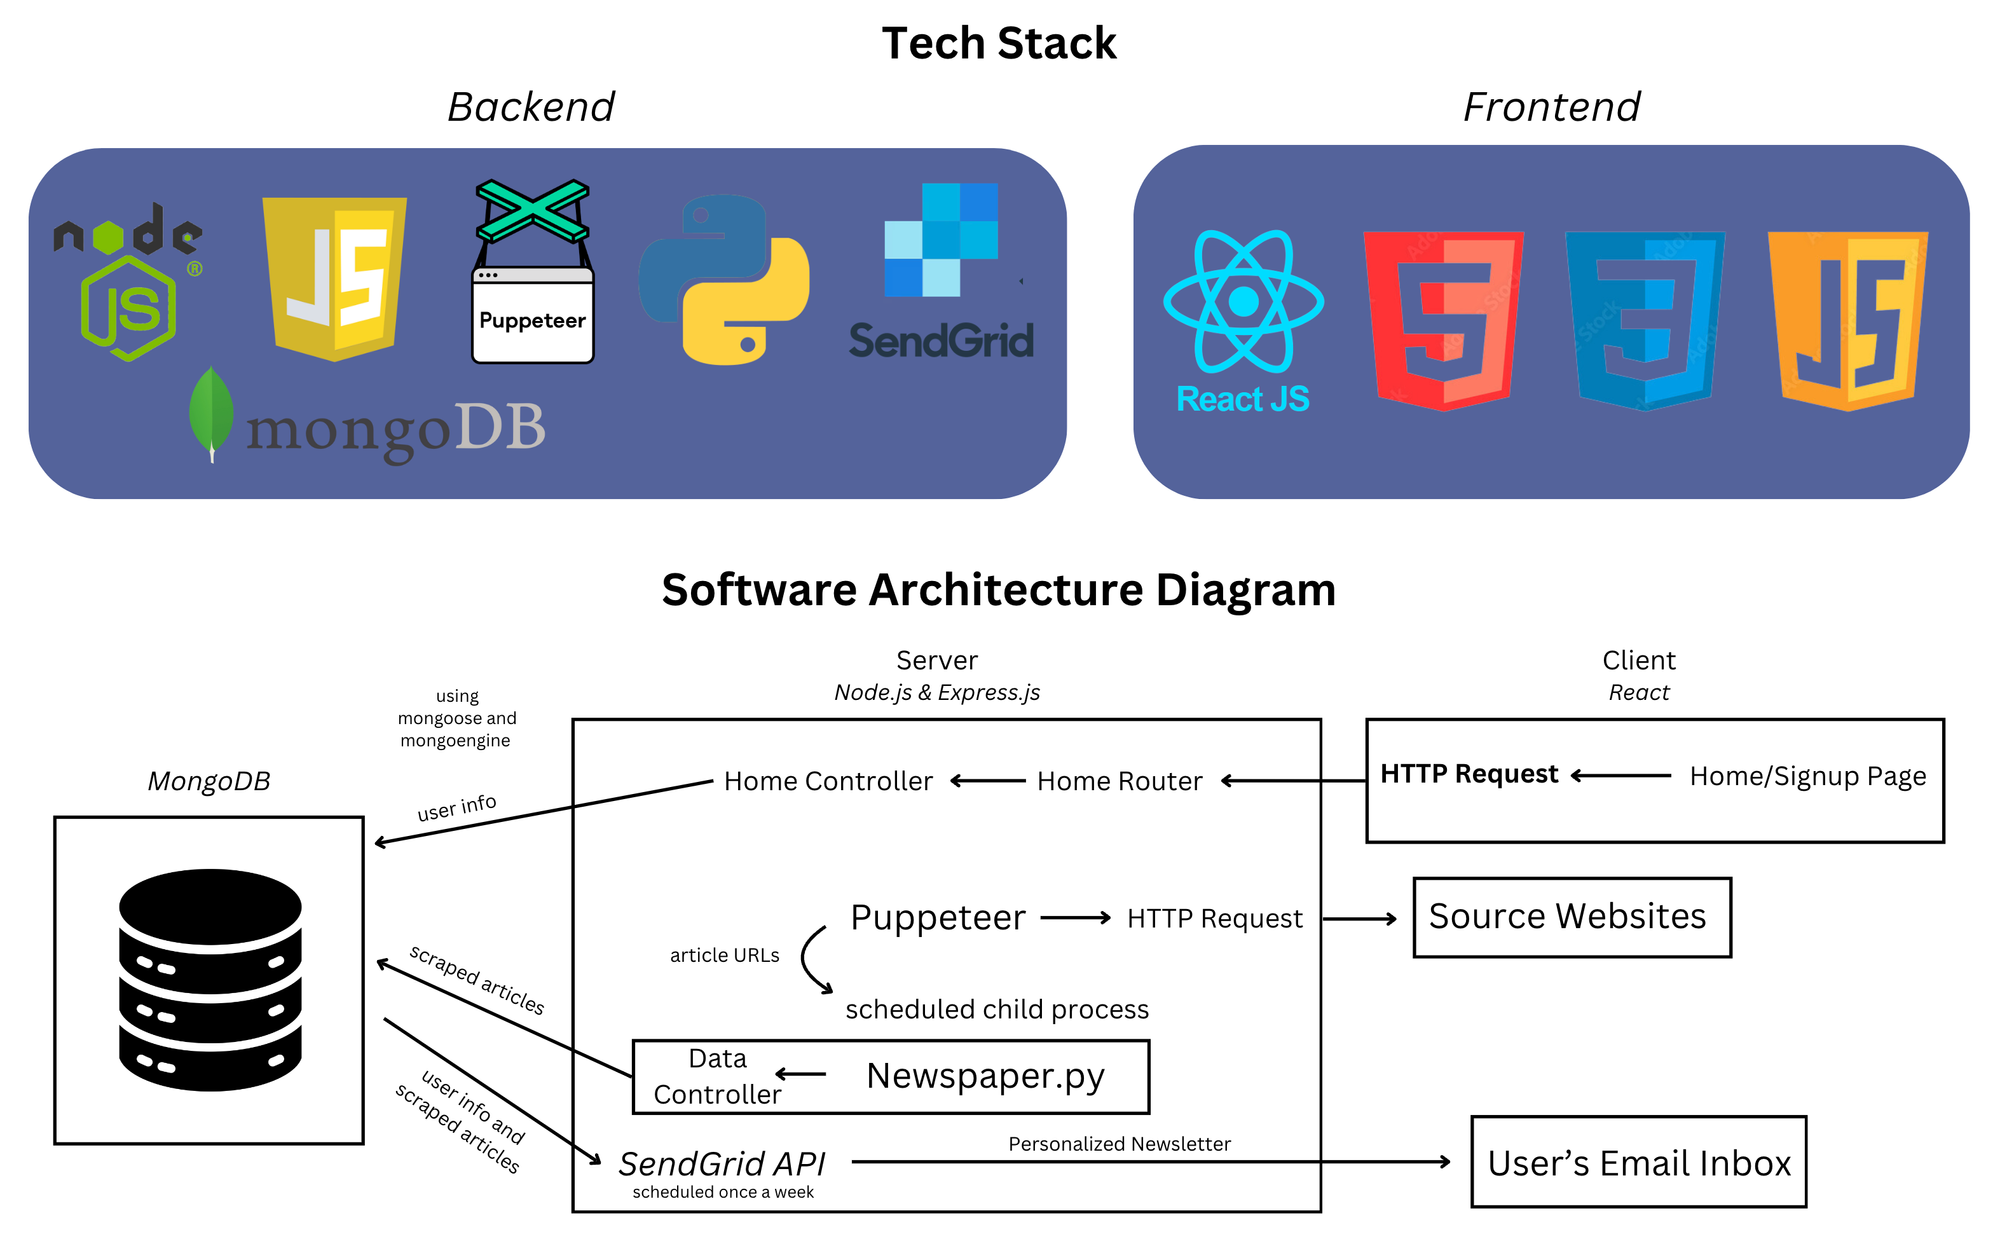 Tech Stack
Backend
Frontend
node
JS
®
JS
Puppeteer
SendGrid
mongoDB
React JS
5
3
JS
Software Architecture Diagram
Server
Node.js & Express.js
Client
React
using
mongoose and
mongoengine
MongoDB
user info
Home Controller
Home Router
HTTP Request
Home/Signup Page
Puppeteer
HTTP Request
Source Websites
article URLs
scraped articles
scheduled child process
Data
Controller
Newspaper.py
user info and
scraped articles
SendGrid API
scheduled once a week
Personalized Newsletter
User's Email Inbox